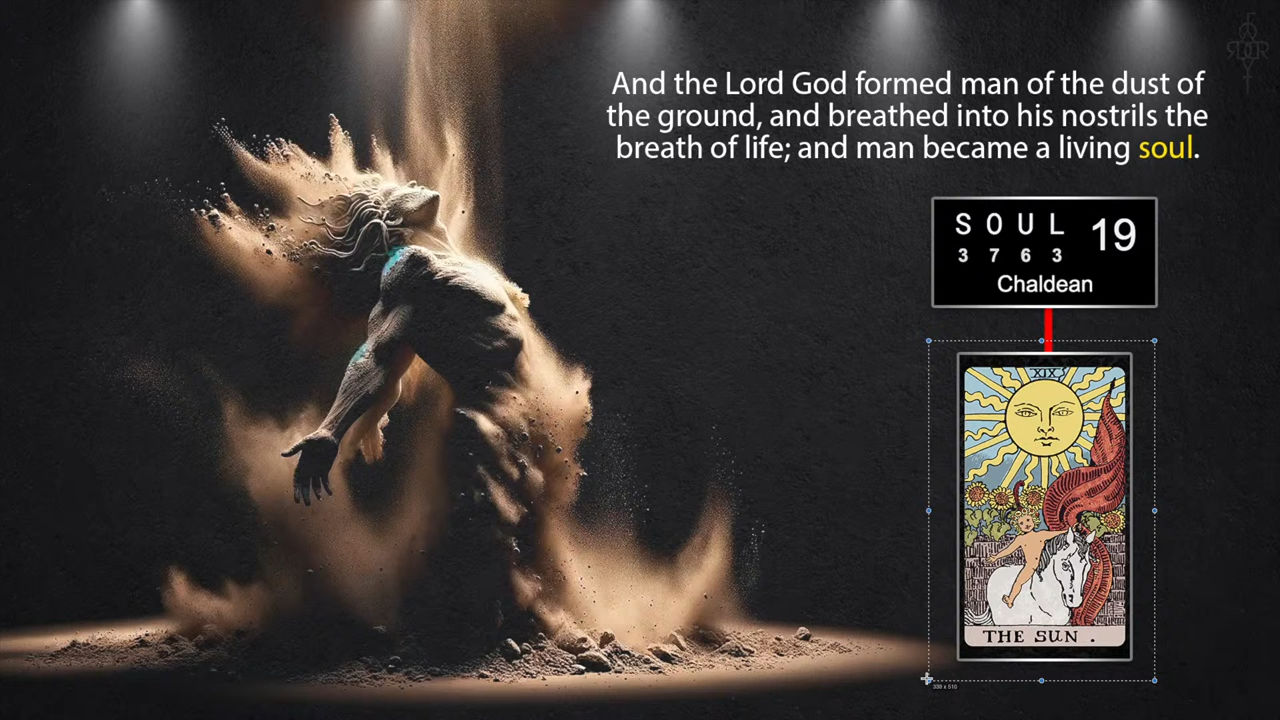 And the Lord God formed man of the dust of
the ground, and breathed into his nostrils the
breath of life; and man became a living soul.
S O U L 19
3 7 6 3
Chaldean
XIX
THE SUN .